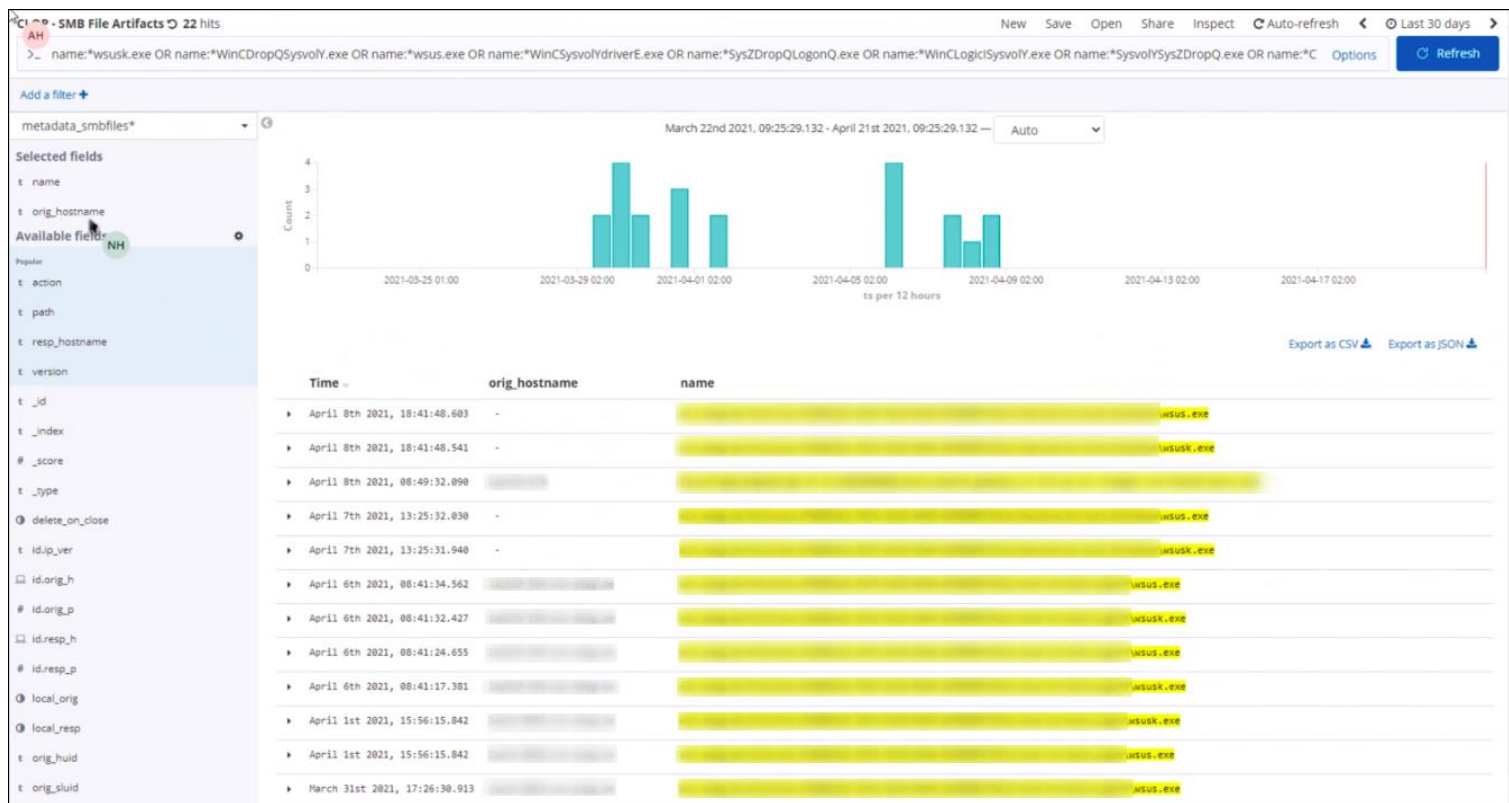 CLOP - SMB File Artifacts 22 hits
New Save Open Share Inspect Auto-refresh Last 30 days
AH
>_ name:*wsusk.exe OR name:*WinCDropQSysvolY.exe OR name:*wsus.exe OR name:*WinCSysvolYdriverE.exe OR name:*SysZDropQLogonQ.exe OR name:*WinCLogicISysvolY.exe OR name:*SysvolYSysZDropQ.exe OR name:*C Options Refresh
Add a filter +
metadata_smbfiles*
March 22nd 2021, 09:25:29.132 - April 21st 2021, 09:25:29.132 — Auto
Selected fields
t name
t orig_hostname
Available fields
NH
Popular
t action
t path
t resp_hostname
t version
t _id
t _index
# _score
t _type
delete_on_close
t id.ip_ver
id.orig_h
# id.orig_p
id.resp_h
# id.resp_p
local_orig
local_resp
t orig_huid
t orig_sluid
Count
4
3
2
1
0
2021-03-25 01:00 2021-03-29 02:00 2021-04-01 02:00 2021-04-05 02:00 2021-04-09 02:00 2021-04-13 02:00 2021-04-17 02:00
ts per 12 hours
Export as CSV Export as JSON
Time orig_hostname name
April 8th 2021, 18:41:48.603 - \wsus.exe
April 8th 2021, 18:41:48.541 - \wsusk.exe
April 8th 2021, 08:49:32.090
April 7th 2021, 13:25:32.030 - \wsus.exe
April 7th 2021, 13:25:31.940 - \wsusk.exe
April 6th 2021, 08:41:34.562 \wsus.exe
April 6th 2021, 08:41:32.427 \wsusk.exe
April 6th 2021, 08:41:24.655 \wsus.exe
April 6th 2021, 08:41:17.381 \wsusk.exe
April 1st 2021, 15:56:15.842 \wsusk.exe
April 1st 2021, 15:56:15.842 \wsus.exe
March 31st 2021, 17:26:30.913 \wsus.exe